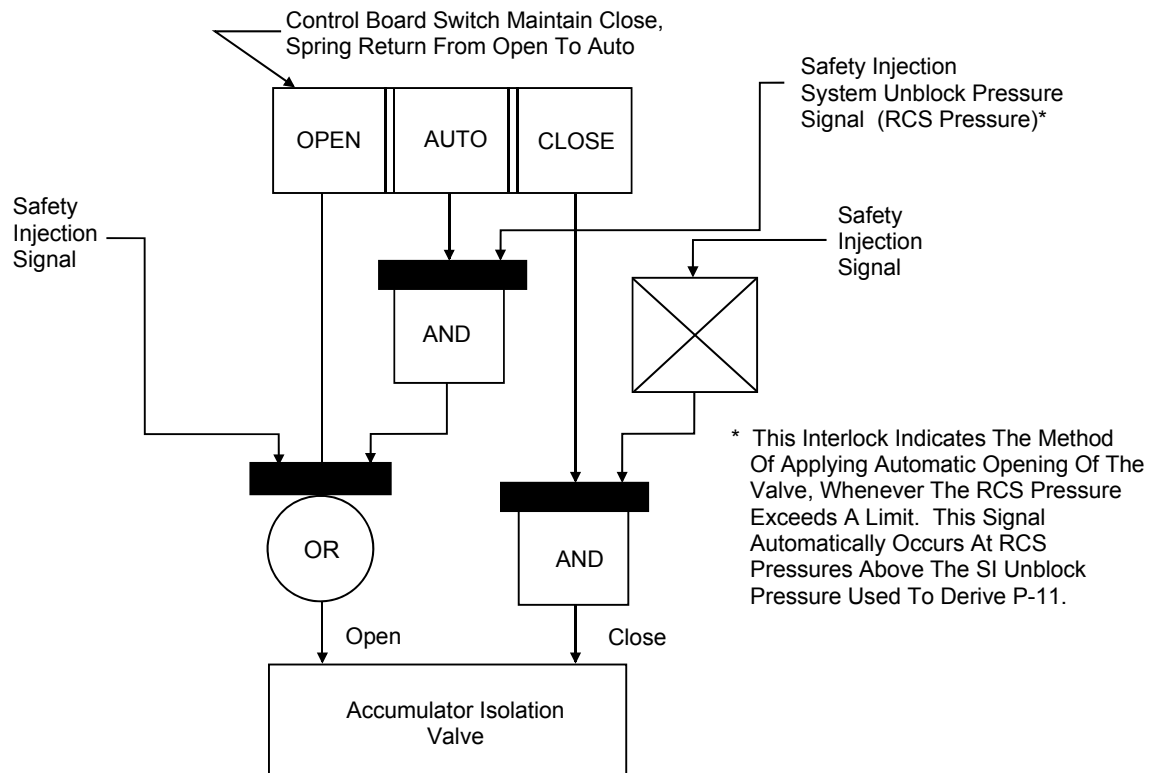 Control Board Switch Maintain Close,
Spring Return From Open To Auto
Safety Injection
System Unblock Pressure
Signal (RCS Pressure)*
OPEN
AUTO
CLOSE
Safety
Injection
Signal
Safety
Injection
Signal
AND
* This Interlock Indicates The Method
Of Applying Automatic Opening Of The
Valve, Whenever The RCS Pressure
Exceeds A Limit. This Signal
Automatically Occurs At RCS
Pressures Above The SI Unblock
Pressure Used To Derive P-11.
OR
AND
Open
Close
Accumulator Isolation
Valve